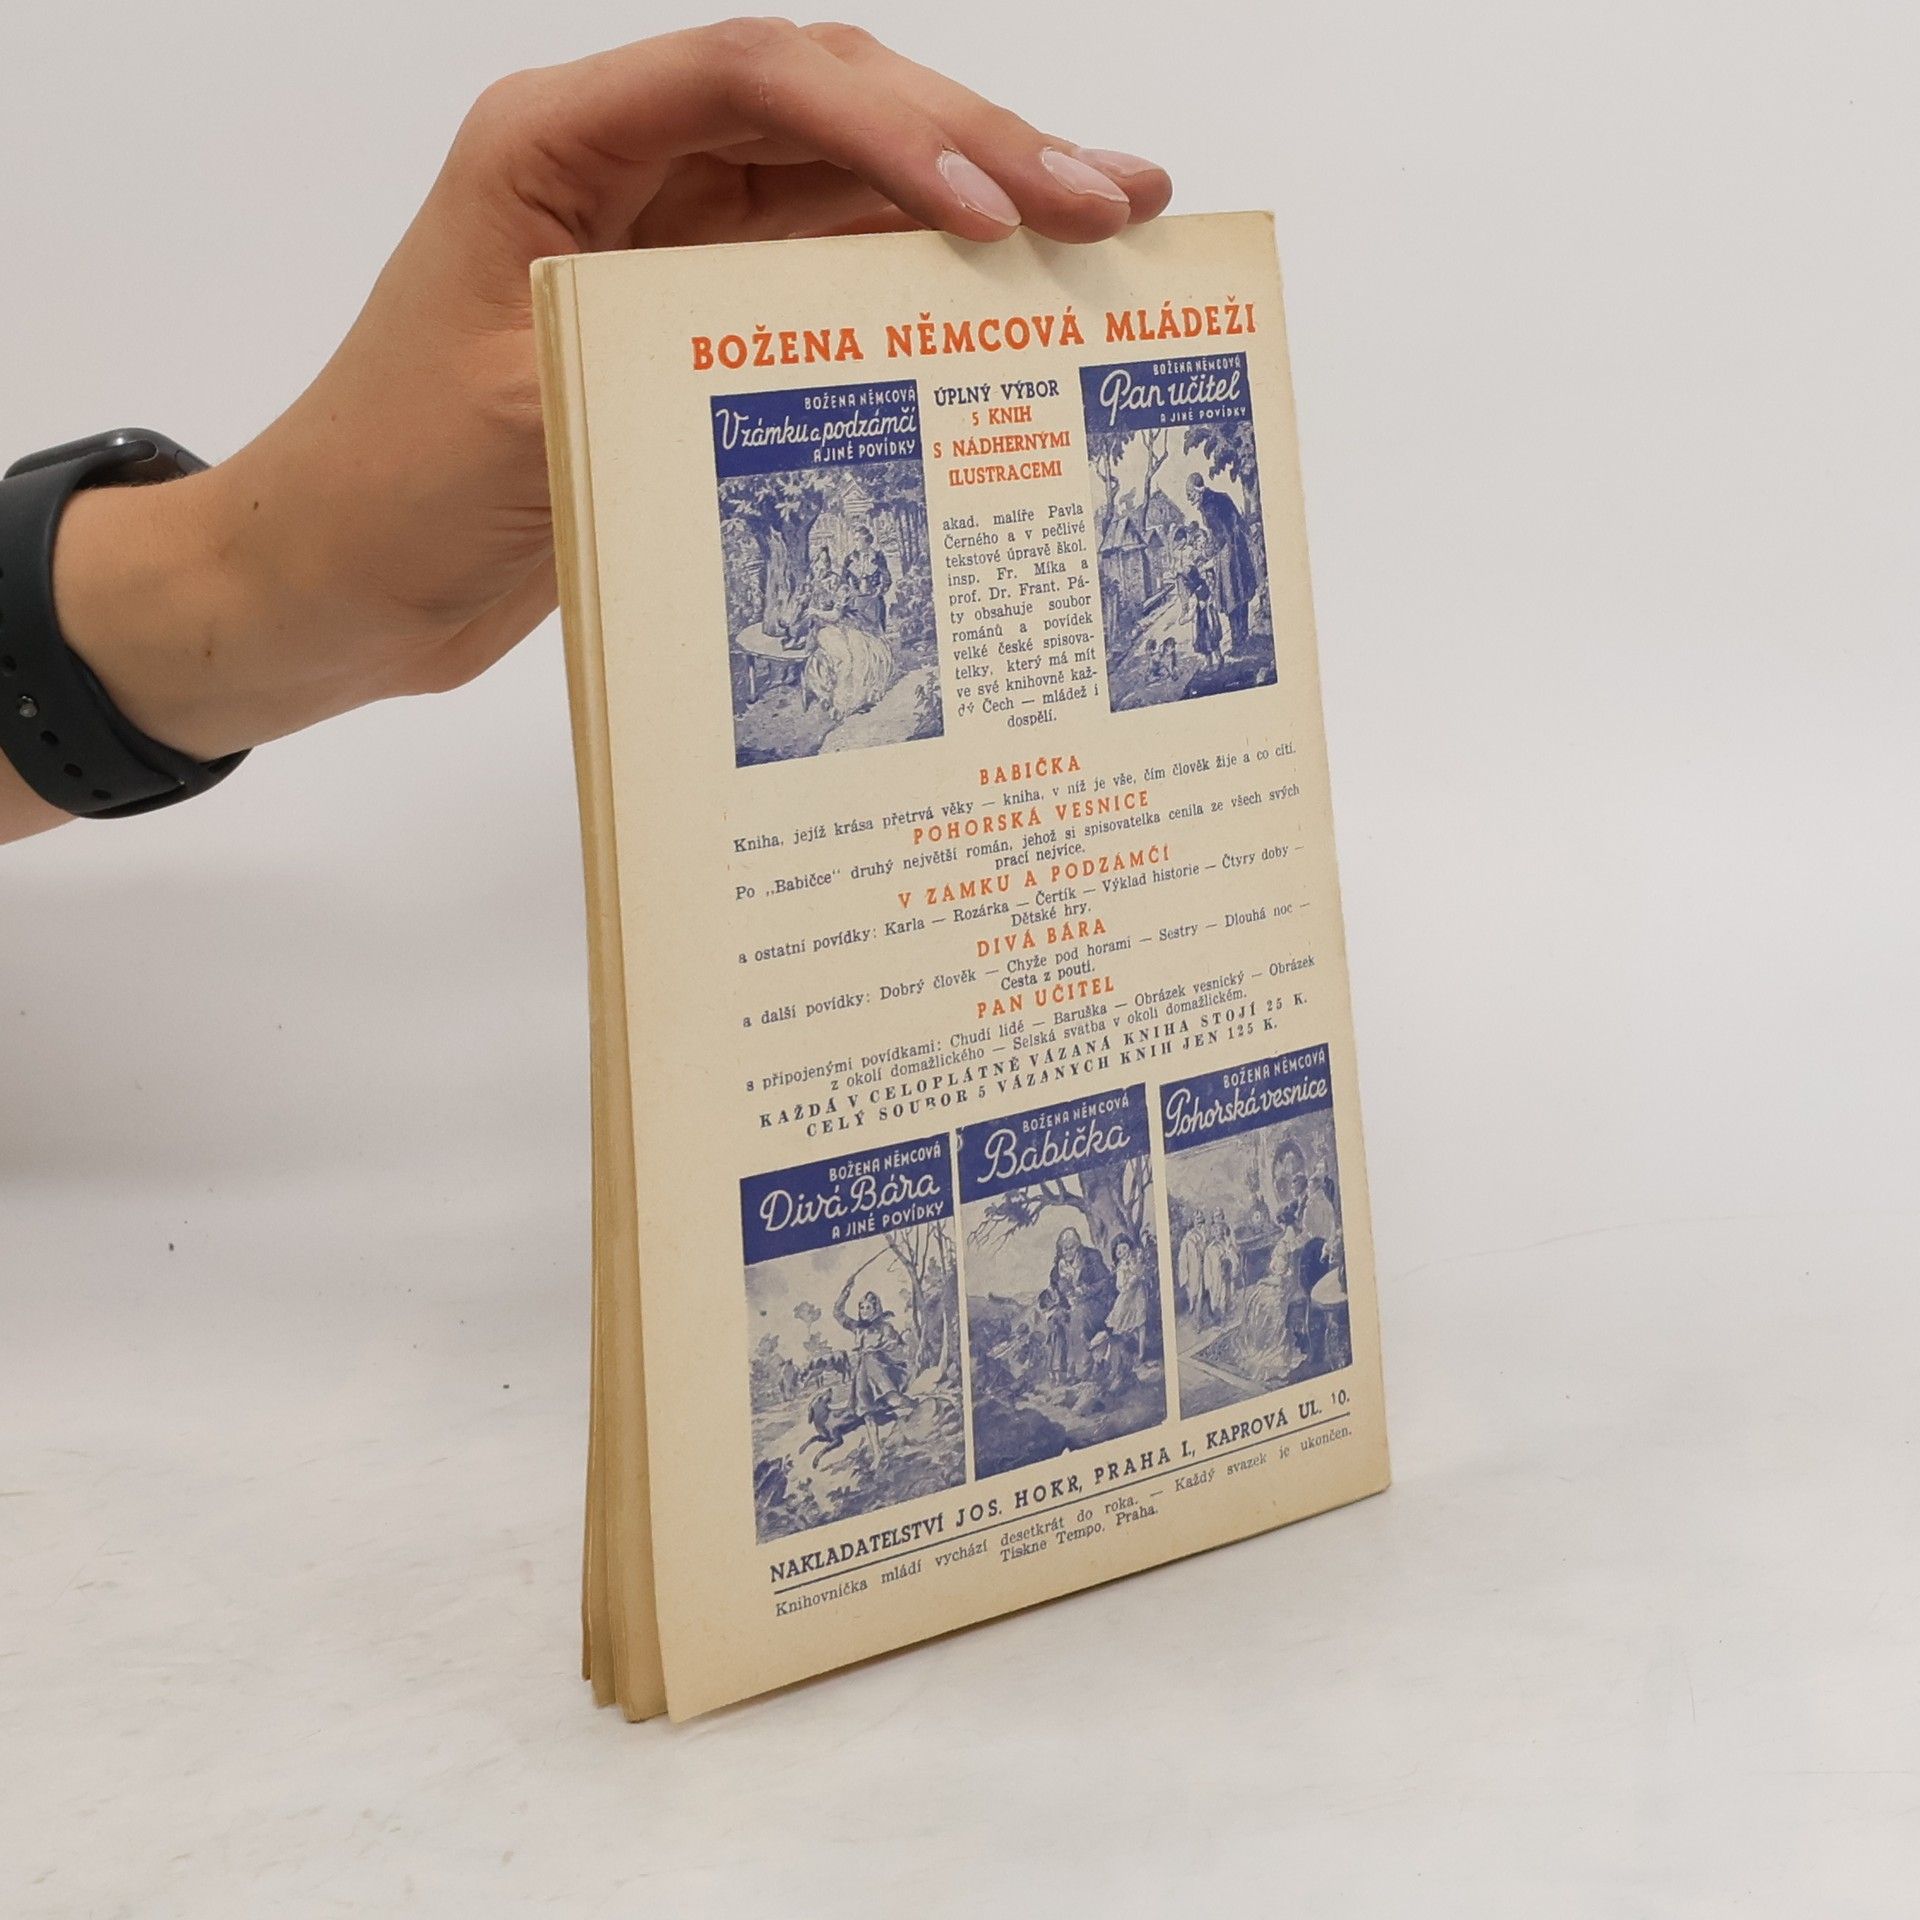 BOŽENA NĚMCOVÁ MLÁDEŽI
BOŽENA NĚMCOVÁ
V zámku a podzámčí
A JINÉ POVÍDKY
ÚPLNÝ VÝBOR
5 KNIH
S NÁDHERNÝMI
ILUSTRACEMI
akad. malíře Pavla
Černého a v pečlivé
tekstové úpravě škol.
insp. Fr. Mika a
prof. Dr. Frant. Pá-
ty obsahuje soubor
románů a povídek
velké české spisova-
telky, který má mít
ve své knihovně kaž-
dý Čech — mládež i
dospělí.
BOŽENA NĚMCOVÁ
Pan učitel
A JINÉ POVÍDKY
BABIČKA
Kniha, jejíž krása přetrvá věky — kniha, v níž je vše, čím člověk žije a co cítí.
POHORSKÁ VESNICE
Po „Babičce“ druhý největší román, jehož si spisovatelka cenila ze všech svých
prací nejvíce.
V ZÁMKU A PODZÁMČÍ
a ostatní povídky: Karla — Rozárka — Čertík — Výklad historie — Čtyry doby —
Dětské hry.
DIVÁ BÁRA
a další povídky: Dobrý člověk — Chyže pod horami — Sestry — Dlouhá noc —
Cesta z pouti.
PAN UČITEL
s připojenými povídkami: Chudí lidé — Baruška — Obrázek vesnický — Obrázek
z okolí domažlického — Selská svatba v okolí domažlickém.
KAŽDÁ V CELOPLÁTNĚ VÁZANÁ KNIHA STOJÍ 25 K.
CELÝ SOUBOR 5 VÁZANÝCH KNIH JEN 125 K.
BOŽENA NĚMCOVÁ
Divá Bára
A JINÉ POVÍDKY
BOŽENA NĚMCOVÁ
Babička
BOŽENA NĚMCOVÁ
Pohorská vesnice
NAKLADATELSTVÍ JOS. HOKR, PRAHA I., KAPROVÁ UL. 10.
Knihovnička mládí vychází desetkrát do roka. — Každý svazek je ukončen.
Tiskne Tempo, Praha.